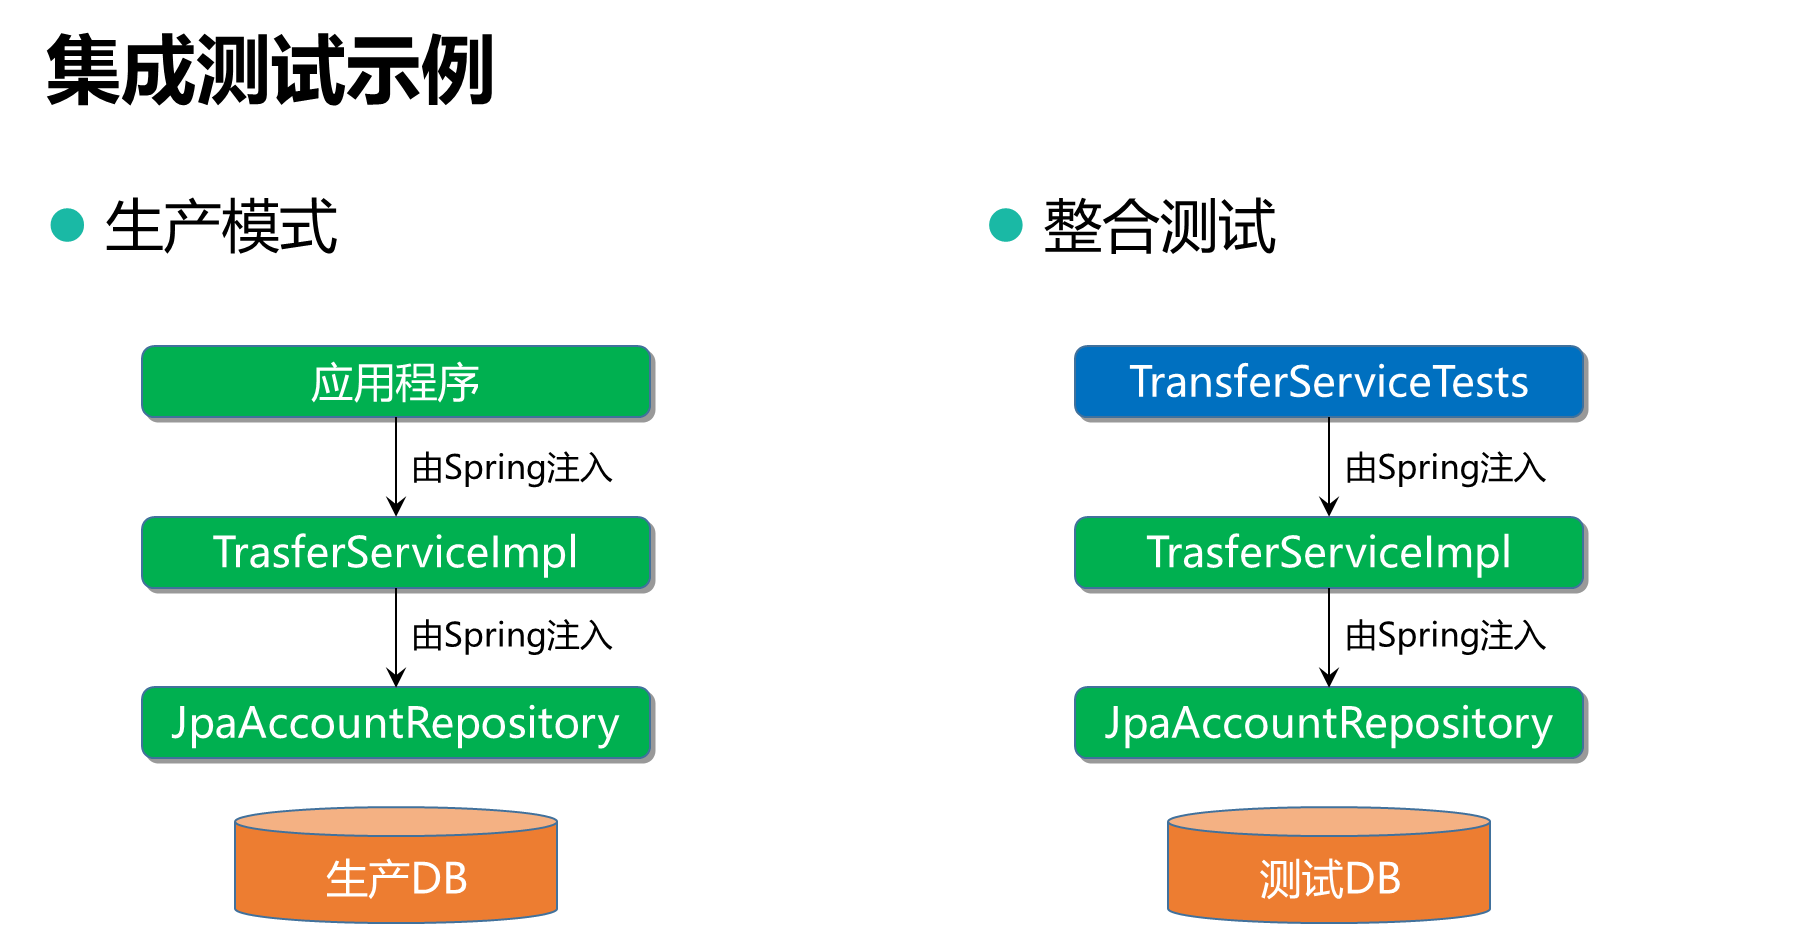 集成测试示例
生产模式
应用程序
由Spring注入
TrasferServiceImpl
由Spring注入
JpaAccountRepository
生产DB
整合测试
TransferServiceTests
由Spring注入
TrasferServiceImpl
由Spring注入
JpaAccountRepository
测试DB